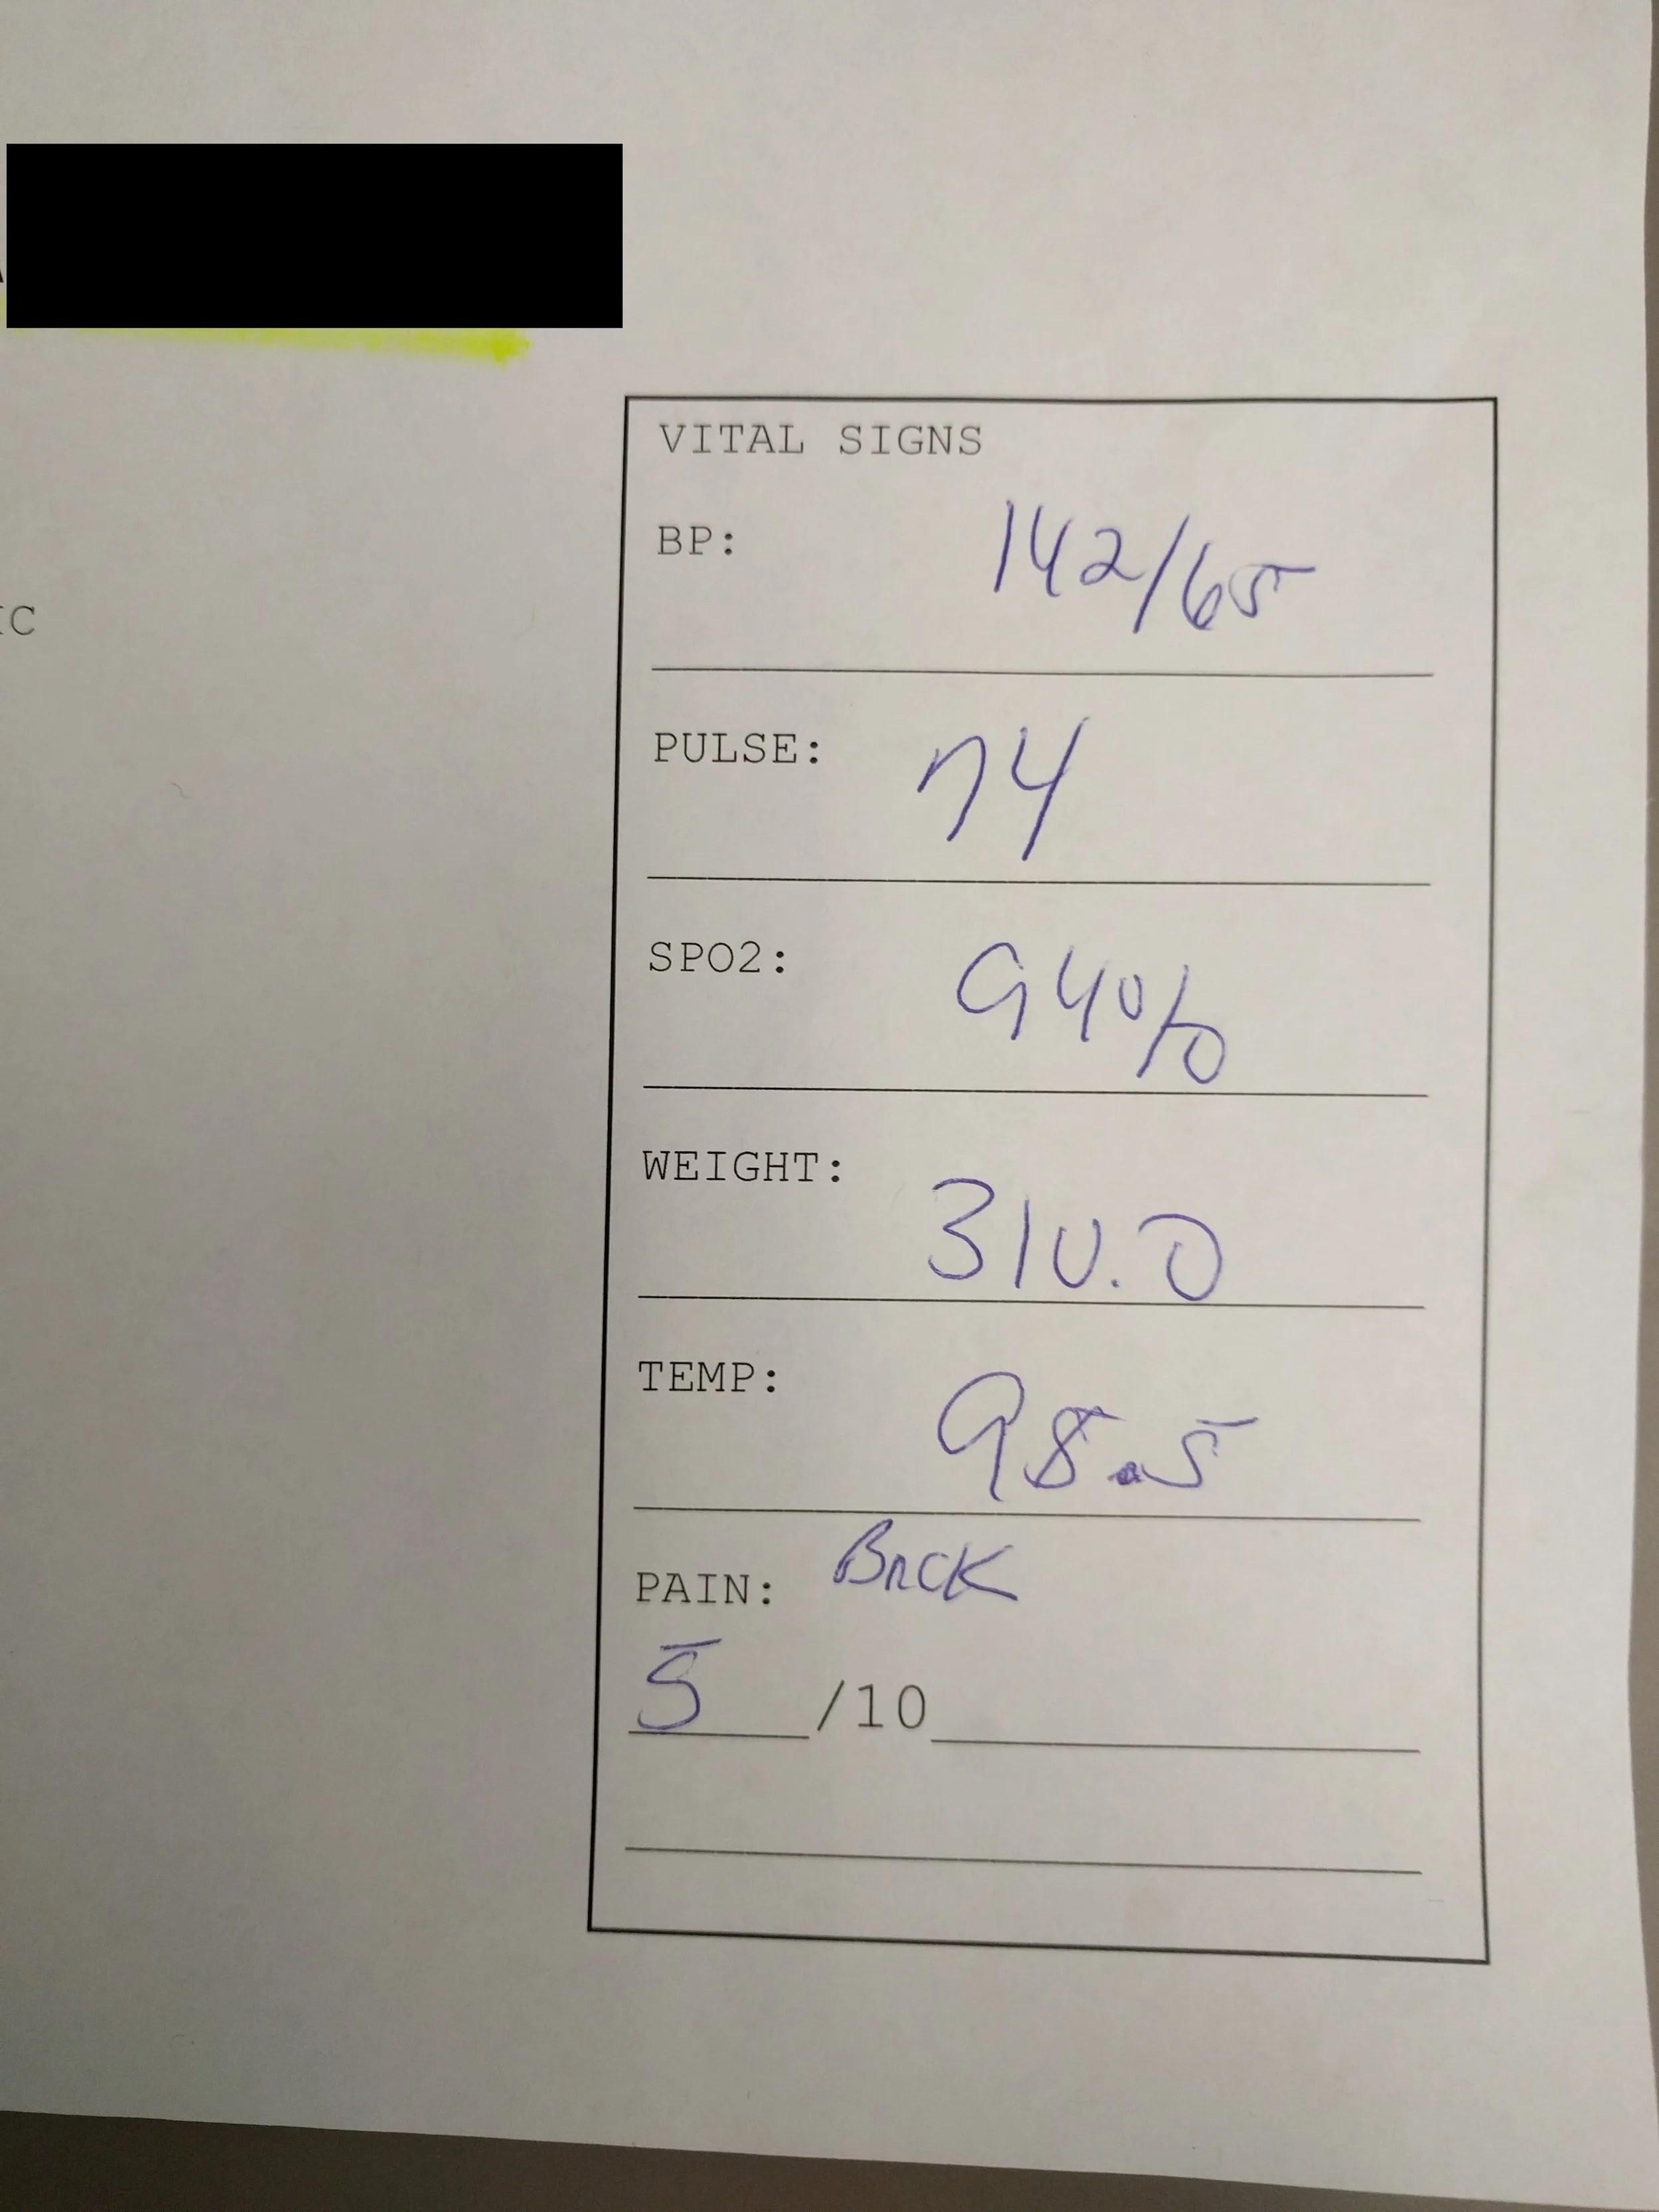 VITAL SIGNS
BP: 142/65
IC
PULSE: 74
SPO2: 94%
WEIGHT: 310.0
TEMP: 98.5
PAIN: BACK
5 /10